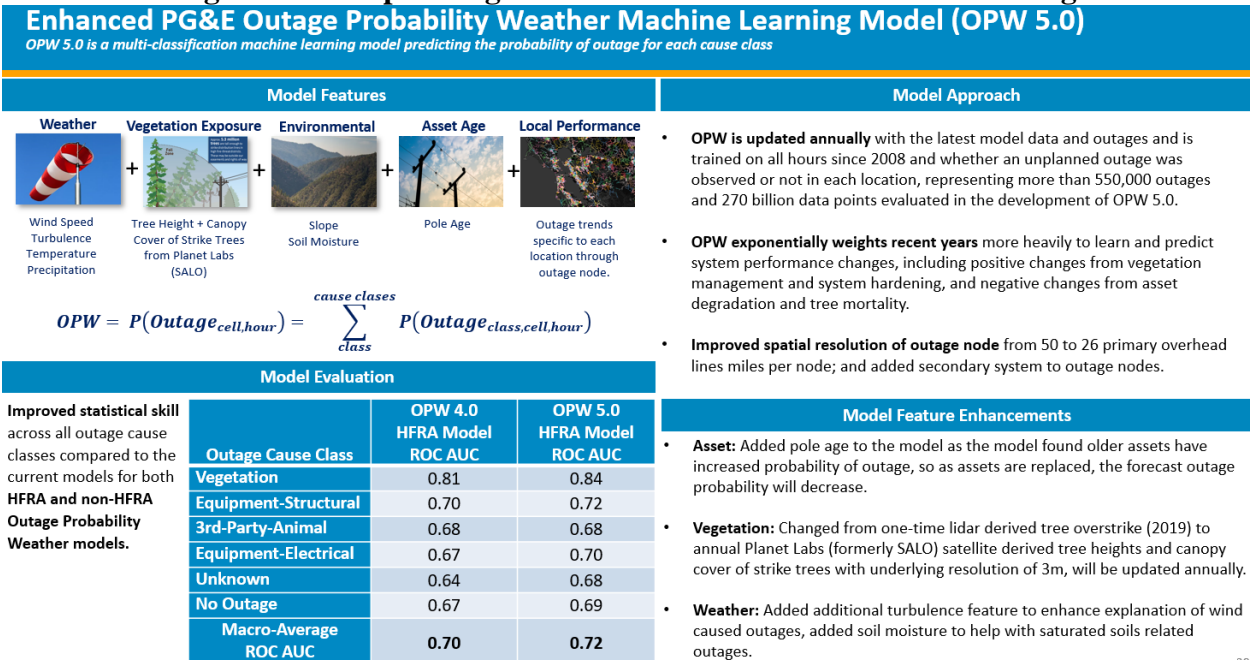 Enhanced PG&E Outage Probability Weather Machine Learning Model (OPW 5.0)
OPW 5.0 is a multi-classification machine learning model predicting the probability of outage for each cause class
Model Features
Weather
Vegetation Exposure
Environmental
Asset Age
Local Performance
+
+
+
+
Wind Speed
Turbulence
Temperature
Precipitation
Tree Height + Canopy
Cover of Strike Trees
from Planet Labs
(SALO)
Slope
Soil Moisture
Pole Age
Outage trends
specific to each
location through
outage node.
cause clases
OPW = P(Outage cell,hour) = ∑ P(Outage class,cell,hour)
class
Model Evaluation
Improved statistical skill
across all outage cause
classes compared to the
current models for both
HFRA and non-HFRA
Outage Probability
Weather models.
Outage Cause Class
OPW 4.0
HFRA Model
ROC AUC
OPW 5.0
HFRA Model
ROC AUC
Vegetation 0.81 0.84
Equipment-Structural 0.70 0.72
3rd-Party-Animal 0.68 0.68
Equipment-Electrical 0.67 0.70
Unknown 0.64 0.68
No Outage 0.67 0.69
Macro-Average
ROC AUC 0.70 0.72
Model Approach
• OPW is updated annually with the latest model data and outages and is
trained on all hours since 2008 and whether an unplanned outage was
observed or not in each location, representing more than 550,000 outages
and 270 billion data points evaluated in the development of OPW 5.0.
• OPW exponentially weights recent years more heavily to learn and predict
system performance changes, including positive changes from vegetation
management and system hardening, and negative changes from asset
degradation and tree mortality.
• Improved spatial resolution of outage node from 50 to 26 primary overhead
lines miles per node; and added secondary system to outage nodes.
Model Feature Enhancements
• Asset: Added pole age to the model as the model found older assets have
increased probability of outage, so as assets are replaced, the forecast outage
probability will decrease.
• Vegetation: Changed from one-time lidar derived tree overstrike (2019) to
annual Planet Labs (formerly SALO) satellite derived tree heights and canopy
cover of strike trees with underlying resolution of 3m, will be updated annually.
• Weather: Added additional turbulence feature to enhance explanation of wind
caused outages, added soil moisture to help with saturated soils related
outages.